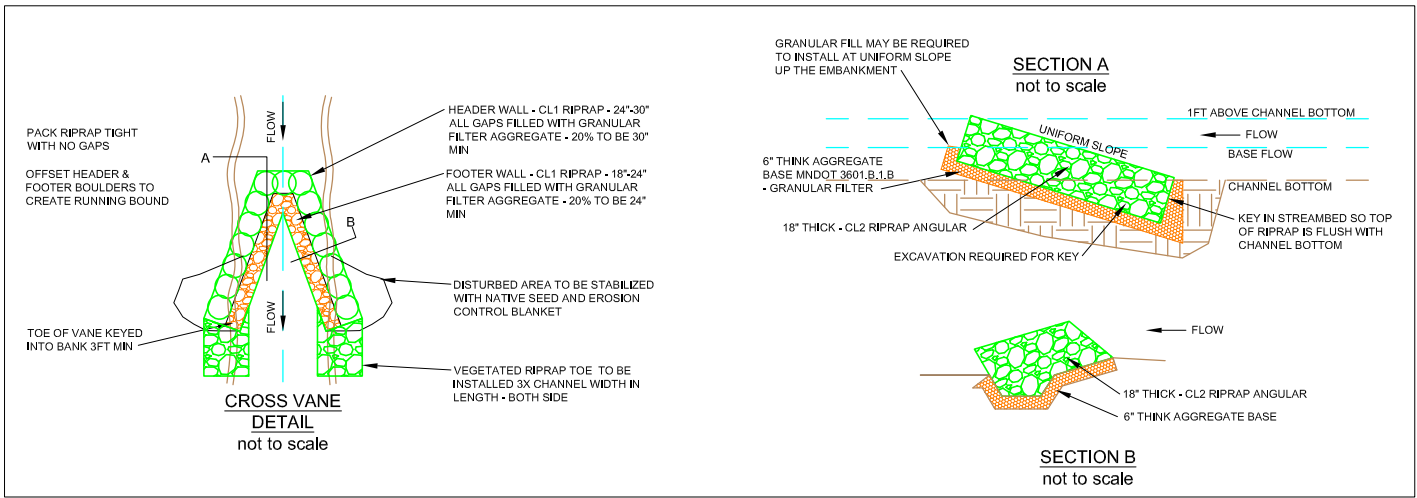 PACK RIPRAP TIGHT
WITH NO GAPS
OFFSET HEADER &
FOOTER BOULDERS TO
CREATE RUNNING BOUND
TOE OF VANE KEYED
INTO BANK 3FT MIN
A
B
FLOW
FLOW
HEADER WALL - CL1 RIPRAP - 24"-30"
ALL GAPS FILLED WITH GRANULAR
FILTER AGGREGATE - 20% TO BE 30"
MIN
FOOTER WALL - CL1 RIPRAP - 18"-24"
ALL GAPS FILLED WITH GRANULAR
FILTER AGGREGATE - 20% TO BE 24"
MIN
DISTURBED AREA TO BE STABILIZED
WITH NATIVE SEED AND EROSION
CONTROL BLANKET
VEGETATED RIPRAP TOE TO BE
INSTALLED 3X CHANNEL WIDTH IN
LENGTH - BOTH SIDE
CROSS VANE
DETAIL
not to scale
GRANULAR FILL MAY BE REQUIRED
TO INSTALL AT UNIFORM SLOPE
UP THE EMBANKMENT
SECTION A
not to scale
1FT ABOVE CHANNEL BOTTOM
FLOW
BASE FLOW
UNIFORM SLOPE
6" THINK AGGREGATE
BASE MNDOT 3601.B.1.B
- GRANULAR FILTER
CHANNEL BOTTOM
18" THICK - CL2 RIPRAP ANGULAR
KEY IN STREAMBED SO TOP
OF RIPRAP IS FLUSH WITH
CHANNEL BOTTOM
EXCAVATION REQUIRED FOR KEY
FLOW
18" THICK - CL2 RIPRAP ANGULAR
6" THINK AGGREGATE BASE
SECTION B
not to scale